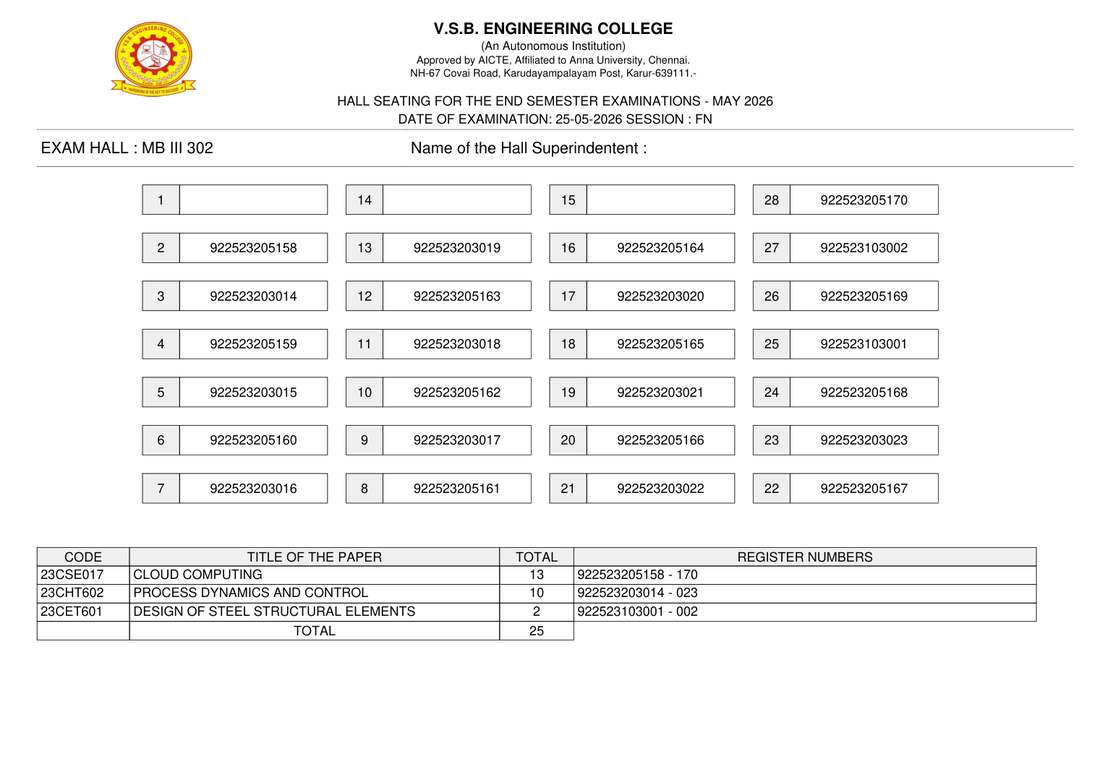 V.S.B. ENGINEERING COLLEGE
(An Autonomous Institution)
Approved by AICTE, Affiliated to Anna University, Chennai.
NH-67 Covai Road, Karudayampalayam Post, Karur-639111.-
HALL SEATING FOR THE END SEMESTER EXAMINATIONS - MAY 2026
DATE OF EXAMINATION: 25-05-2026 SESSION : FN
EXAM HALL : MB III 302 Name of the Hall Superindentent :
1 14 15 28 922523205170
2 922523205158 13 922523203019 16 922523205164 27 922523103002
3 922523203014 12 922523205163 17 922523203020 26 922523205169
4 922523205159 11 922523203018 18 922523205165 25 922523103001
5 922523203015 10 922523205162 19 922523203021 24 922523205168
6 922523205160 9 922523203017 20 922523205166 23 922523203023
7 922523203016 8 922523205161 21 922523203022 22 922523205167
CODE TITLE OF THE PAPER TOTAL REGISTER NUMBERS
23CSE017 CLOUD COMPUTING 13 922523205158 - 170
23CHT602 PROCESS DYNAMICS AND CONTROL 10 922523203014 - 023
23CET601 DESIGN OF STEEL STRUCTURAL ELEMENTS 2 922523103001 - 002
TOTAL 25